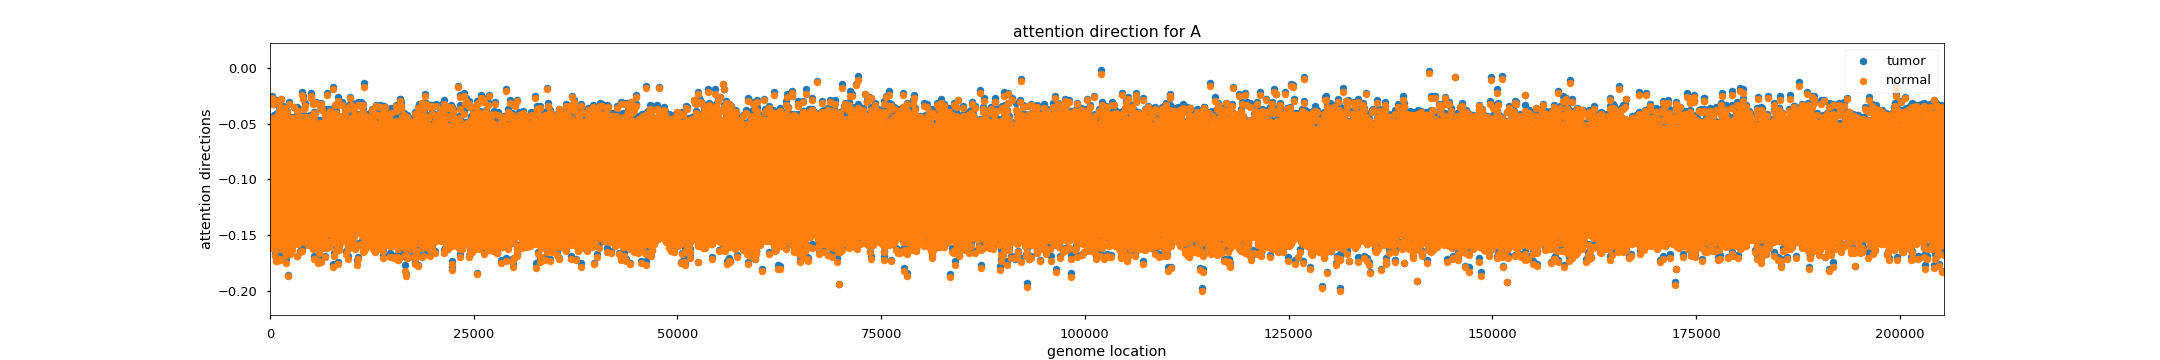 attention direction for A
tumor
normal
attention directions
0.00
−0.05
−0.10
−0.15
−0.20
0
25000
50000
75000
100000
125000
150000
175000
200000
genome location